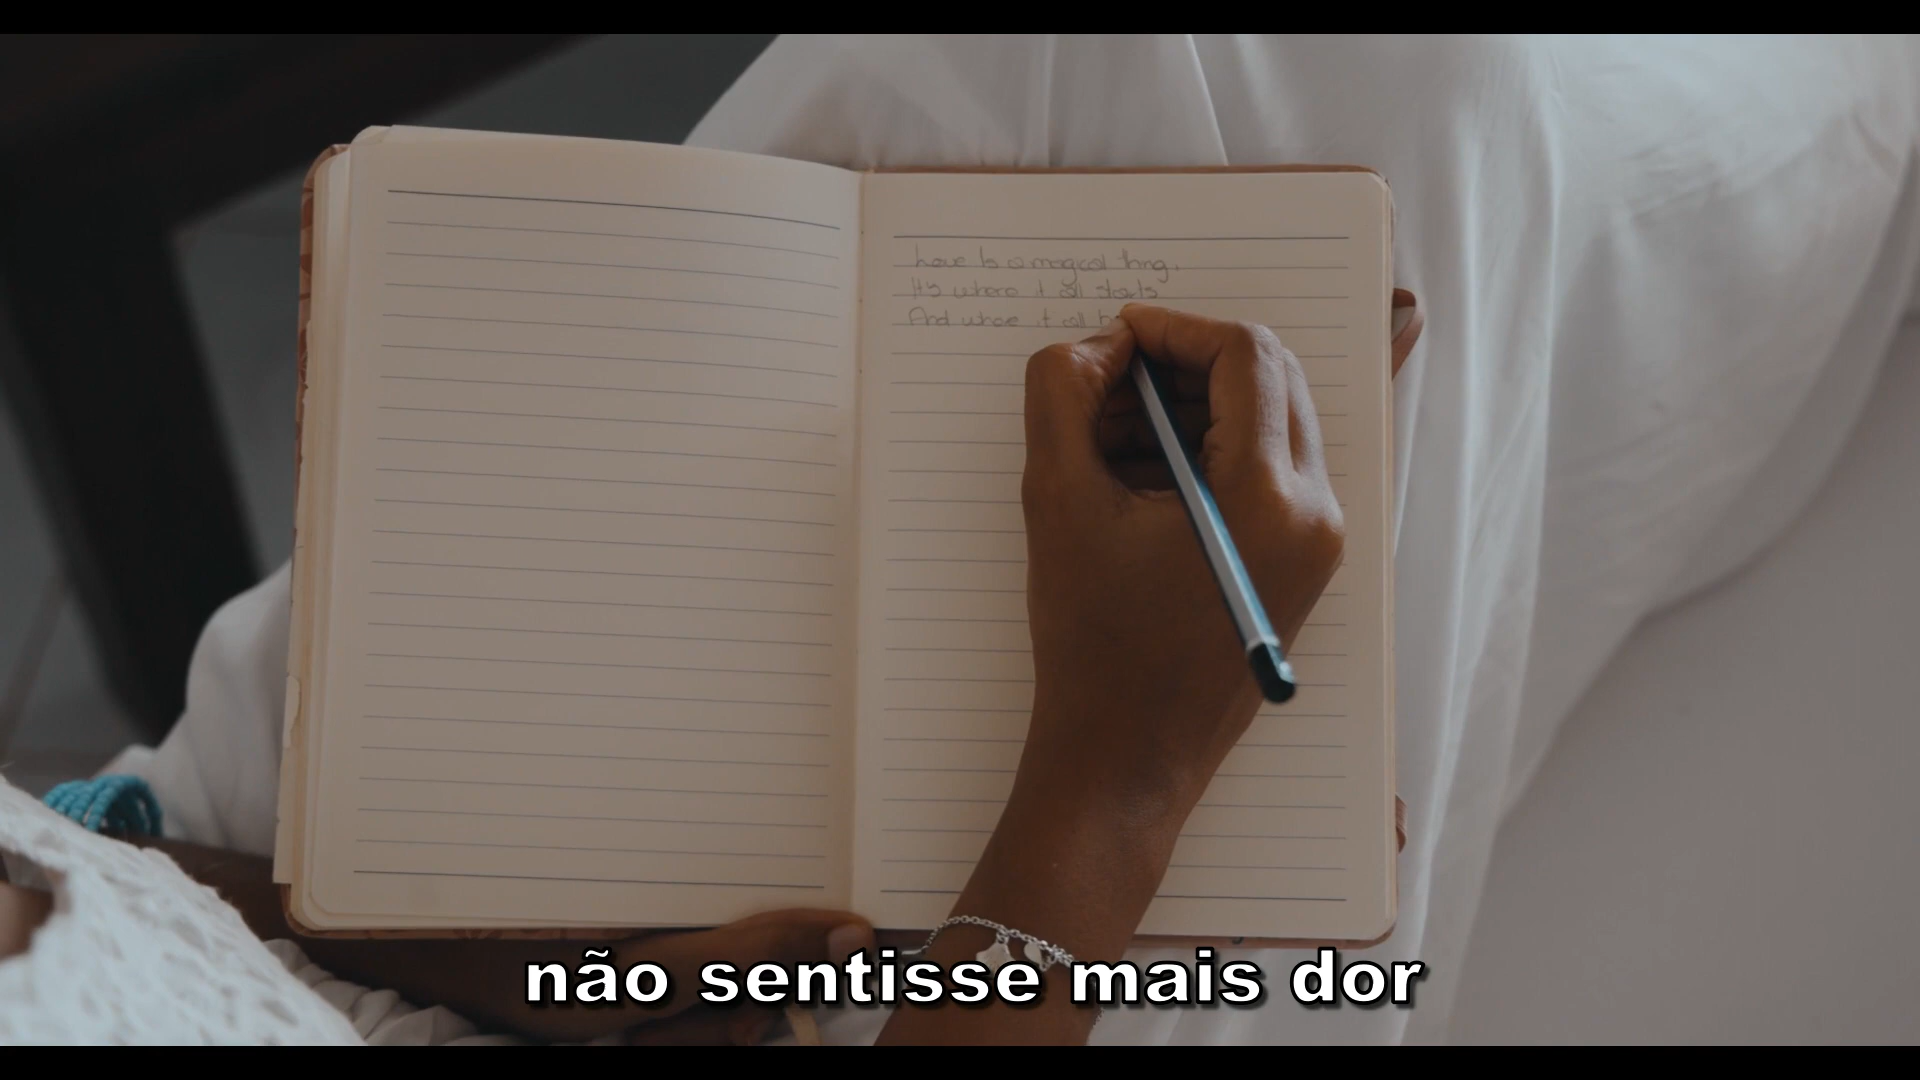 Love is a magical thing.
It's where it all starts
And where it all
não sentisse mais dor